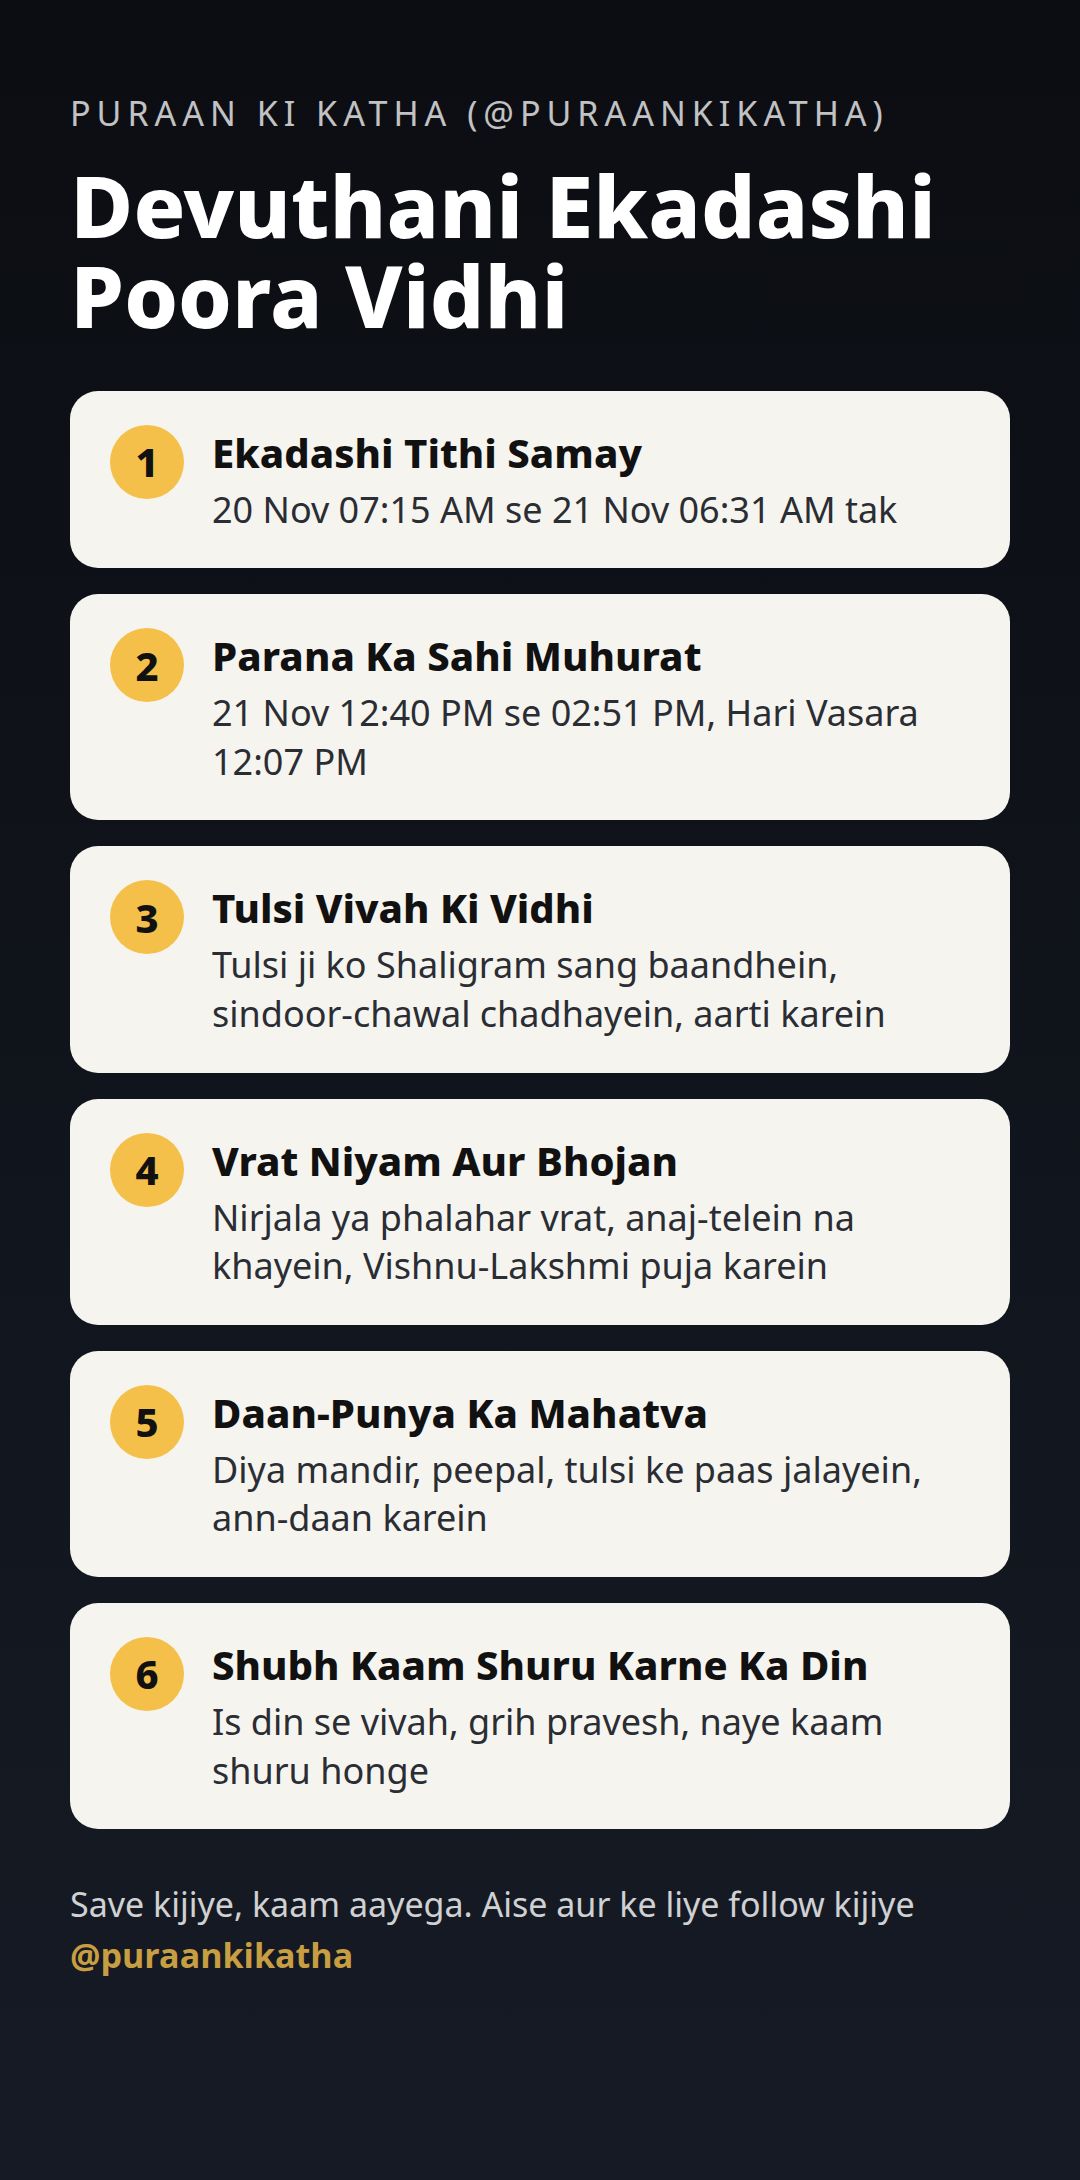 PURAAN KI KATHA (@PURAANKIKATHA)
Devuthani Ekadashi
Poora Vidhi
1
Ekadashi Tithi Samay
20 Nov 07:15 AM se 21 Nov 06:31 AM tak
2
Parana Ka Sahi Muhurat
21 Nov 12:40 PM se 02:51 PM, Hari Vasara
12:07 PM
3
Tulsi Vivah Ki Vidhi
Tulsi ji ko Shaligram sang baandhein,
sindoor-chawal chadhayein, aarti karein
4
Vrat Niyam Aur Bhojan
Nirjala ya phalahar vrat, anaj-telein na
khayein, Vishnu-Lakshmi puja karein
5
Daan-Punya Ka Mahatva
Diya mandir, peepal, tulsi ke paas jalayein,
ann-daan karein
6
Shubh Kaam Shuru Karne Ka Din
Is din se vivah, grih pravesh, naye kaam
shuru honge
Save kijiye, kaam aayega. Aise aur ke liye follow kijiye
@puraankikatha